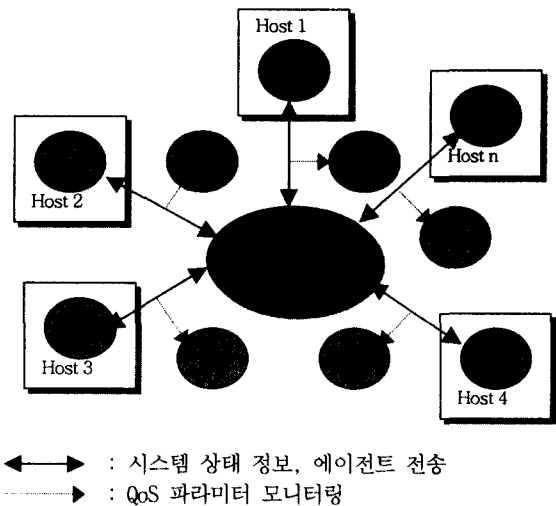 Host 1
Host n
Host 2
Host 3
Host 4
: 시스템 상태 정보, 에이전트 전송
: QoS 파라미터 모니터링